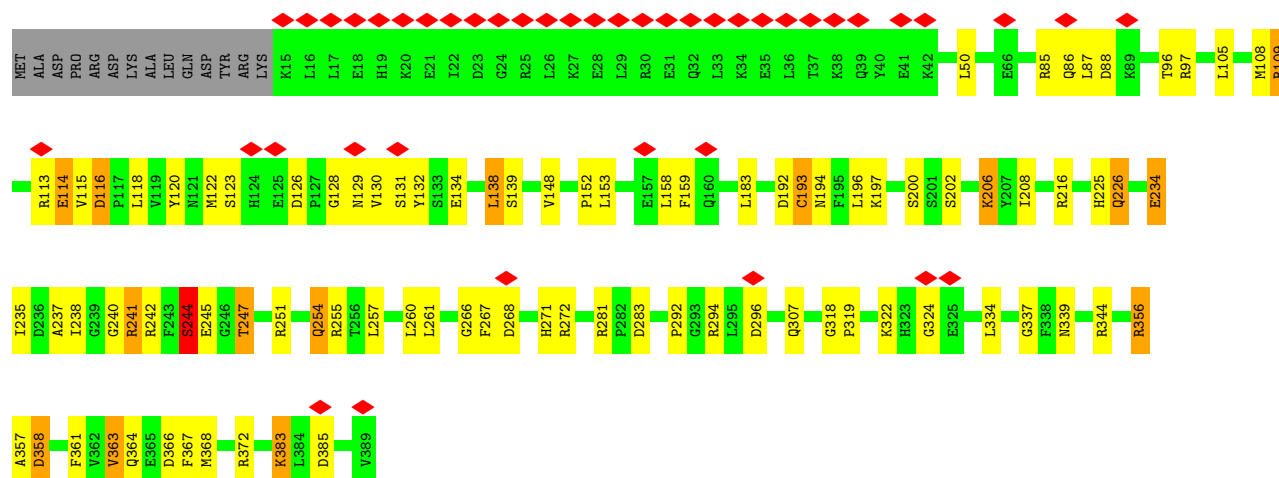 MET ALA ASP PRO ARG ASP LYS ALA LEU GLN ASP TYR ARG LYS K15 L16 L17 E18 H19 K20 E21 I22 D23 G24 R25 L26 K27 E28 L29 R30 E31 Q32 L33 K34 E35 L36 T37 K38 Q39 Y40 E41 K42 L50 E66 R85 Q86 L87 D88 K89 T96 R97 L105 M108 R109
R113 E114 V115 D116 P117 L118 V119 Y120 N121 M122 S123 H124 E125 D126 P127 G128 N129 V130 S131 Y132 S133 E134 L138 S139 V148 P152 L153 E157 L158 F159 Q160 L183 D192 C193 N194 F195 L196 K197 S200 S201 S202 K206 Y207 I208 R216 H225 Q226 E234
I235 D236 A237 I238 G239 G240 R241 R242 F243 S244 E245 G246 T247 R251 Q254 R255 T256 L257 L260 L261 G266 F267 D268 H271 R272 R281 P282 D283 P292 G293 R294 L295 D296 Q307 G318 P319 K322 H323 G324 E325 L334 G337 F338 N339 R344 R356
A357 D358 F361 V362 V363 Q364 E365 D366 F367 M368 R372 K383 L384 D385 V389